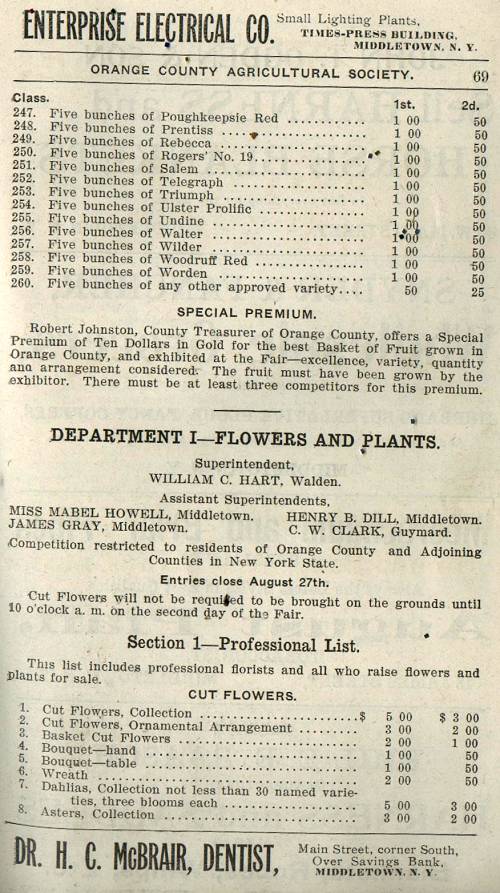 ENTERPRISE ELECTRICAL CO. Small Lighting Plants,
TIMES-PRESS BUILDING,
MIDDLETOWN, N. Y.
ORANGE COUNTY AGRICULTURAL SOCIETY. 69
Class. 1st. 2d.
247. Five bunches of Poughkeepsie Red .................. 1 00 50
248. Five bunches of Prentiss .................. 1 00 50
249. Five bunches of Rebecca .................. 1 00 50
250. Five bunches of Rogers' No. 19.................. 1 00 50
251. Five bunches of Salem .................. 1 00 50
252. Five bunches of Telegraph .................. 1 00 50
253. Five bunches of Triumph .................. 1 00 50
254. Five bunches of Ulster Prolific .................. 1 00 50
255. Five bunches of Undine .................. 1 00 50
256. Five bunches of Walter .................. 1 00 50
257. Five bunches of Wilder .................. 1 00 50
258. Five bunches of Woodruff Red .................. 1 00 50
259. Five bunches of Worden .................. 1 00 50
260. Five bunches of any other approved variety.... 50 25
SPECIAL PREMIUM.
Robert Johnston, County Treasurer of Orange County, offers a Special
Premium of Ten Dollars in Gold for the best Basket of Fruit grown in
Orange County, and exhibited at the Fair—excellence, variety, quantity
and arrangement considered. The fruit must have been grown by the
exhibitor. There must be at least three competitors for this premium.
DEPARTMENT I—FLOWERS AND PLANTS.
Superintendent,
WILLIAM C. HART, Walden.
Assistant Superintendents,
MISS MABEL HOWELL, Middletown. HENRY B. DILL, Middletown.
JAMES GRAY, Middletown. C. W. CLARK, Guymard.
Competition restricted to residents of Orange County and Adjoining
Counties in New York State.
Entries close August 27th.
Cut Flowers will not be required to be brought on the grounds until
10 o'clock a. m. on the second day of the Fair.
Section 1—Professional List.
This list includes professional florists and all who raise flowers and
plants for sale.
CUT FLOWERS.
1. Cut Flowers, Collection ..................$ 5 00 $ 3 00
2. Cut Flowers, Ornamental Arrangement .................. 3 00 2 00
3. Basket Cut Flowers .................. 2 00 1 00
4. Bouquet—hand .................. 1 00 50
5. Bouquet—table .................. 1 00 50
6. Wreath .................. 2 00 50
7. Dahlias, Collection not less than 30 named varie-
ties, three blooms each .................. 5 00 3 00
8. Asters, Collection .................. 3 00 2 00
DR. H. C. McBRAIR, DENTIST, Main Street, corner South,
Over Savings Bank,
MIDDLETOWN, N. Y.